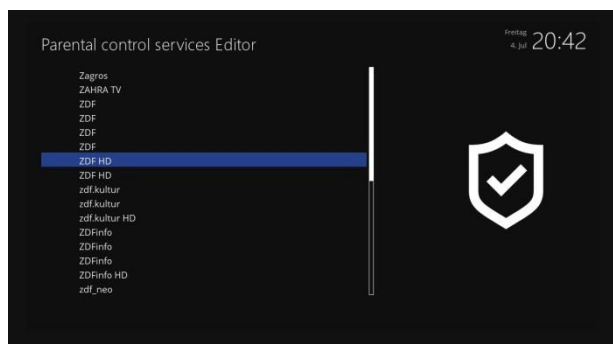 Parental control services Editor
Freitag
4. Jul 20:42
Zagros
ZAHRA TV
ZDF
ZDF
ZDF
ZDF
ZDF HD
ZDF HD
zdf.kultur
zdf.kultur
zdf.kultur HD
ZDFinfo
ZDFinfo
ZDFinfo
ZDFinfo HD
zdf_neo